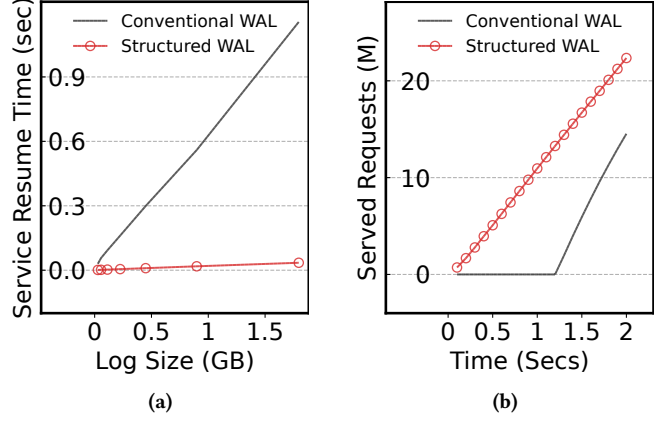 Conventional WAL
Structured WAL
Service Resume Time (sec)
0.9
0.6
0.3
0.0
0
0.5
1
1.5
Log Size (GB)
(a)
Conventional WAL
Structured WAL
Served Requests (M)
20
10
0
0
0.5
1
1.5
2
Time (Secs)
(b)